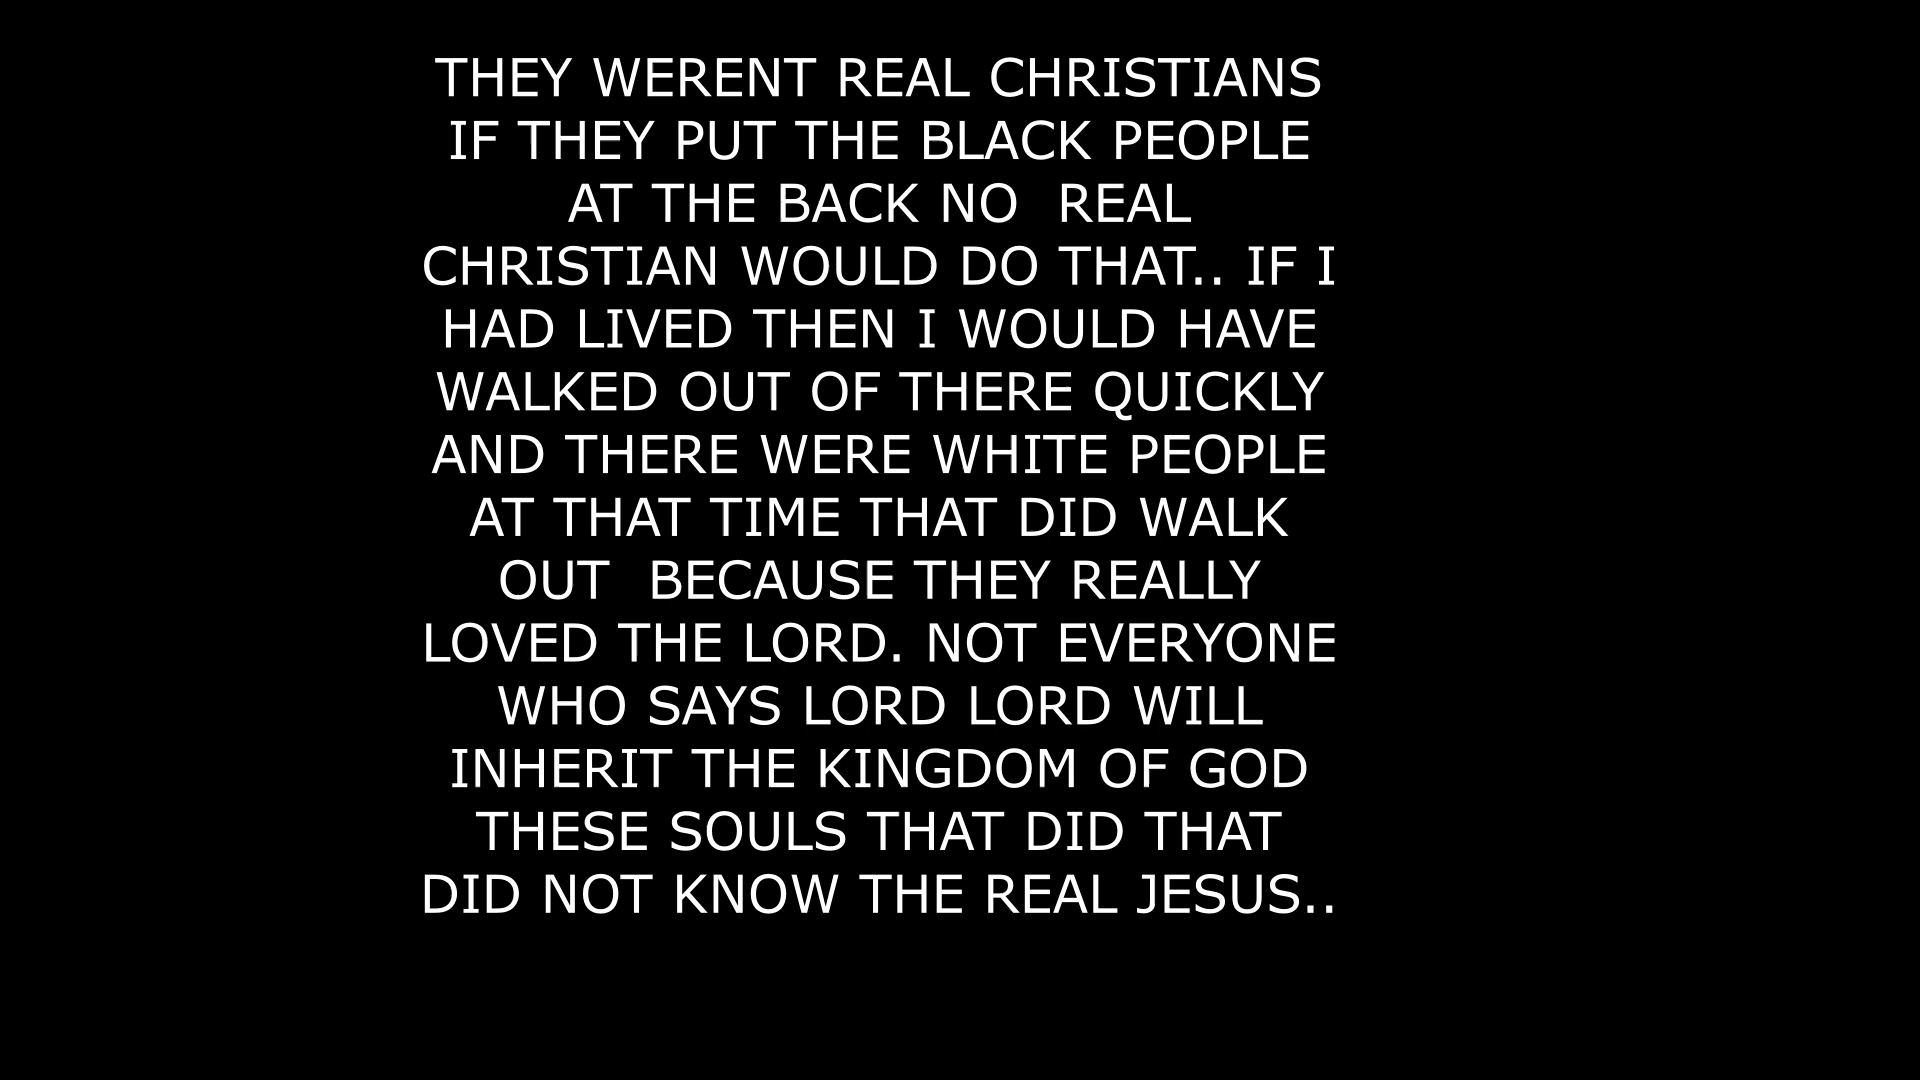 THEY WERENT REAL CHRISTIANS
IF THEY PUT THE BLACK PEOPLE
AT THE BACK NO  REAL
CHRISTIAN WOULD DO THAT.. IF I
HAD LIVED THEN I WOULD HAVE
WALKED OUT OF THERE QUICKLY
AND THERE WERE WHITE PEOPLE
AT THAT TIME THAT DID WALK
OUT  BECAUSE THEY REALLY
LOVED THE LORD. NOT EVERYONE
WHO SAYS LORD LORD WILL
INHERIT THE KINGDOM OF GOD
THESE SOULS THAT DID THAT
DID NOT KNOW THE REAL JESUS..